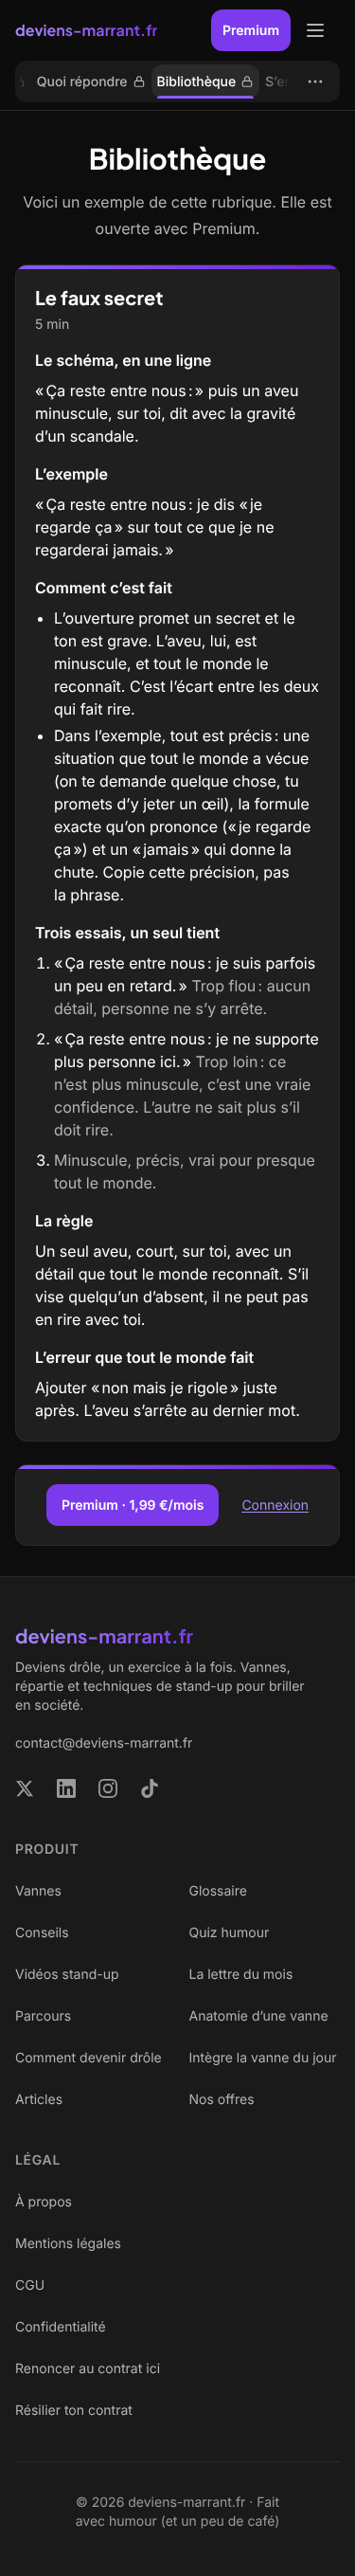 deviens-marrant.fr
Premium
Quoi répondre
Bibliothèque
Bibliothèque
Voici un exemple de cette rubrique. Elle est
ouverte avec Premium.
Le faux secret
5 min
Le schéma, en une ligne
« Ça reste entre nous : » puis un aveu
minuscule, sur toi, dit avec la gravité
d’un scandale.
L’exemple
« Ça reste entre nous : je dis « je
regarde ça » sur tout ce que je ne
regarderai jamais. »
Comment c’est fait
• L’ouverture promet un secret et le
ton est grave. L’aveu, lui, est
minuscule, et tout le monde le
reconnaît. C’est l’écart entre les deux
qui fait rire.
• Dans l’exemple, tout est précis : une
situation que tout le monde a vécue
(on te demande quelque chose, tu
promets d’y jeter un œil), la formule
exacte qu’on prononce (« je regarde
ça ») et un « jamais » qui donne la
chute. Copie cette précision, pas
la phrase.
Trois essais, un seul tient
1. « Ça reste entre nous : je suis parfois
un peu en retard. » Trop flou : aucun
détail, personne ne s’y arrête.
2. « Ça reste entre nous : je ne supporte
plus personne ici. » Trop loin : ce
n’est plus minuscule, c’est une vraie
confidence. L’autre ne sait plus s’il
doit rire.
3. Minuscule, précis, vrai pour presque
tout le monde.
La règle
Un seul aveu, court, sur toi, avec un
détail que tout le monde reconnaît. S’il
vise quelqu’un d’absent, il ne peut pas
en rire avec toi.
L’erreur que tout le monde fait
Ajouter « non mais je rigole » juste
après. L’aveu s’arrête au dernier mot.
Premium · 1,99 €/mois
Connexion
deviens-marrant.fr
Deviens drôle, un exercice à la fois. Vannes,
répartie et techniques de stand-up pour briller
en société.
contact@deviens-marrant.fr
PRODUIT
Vannes
Glossaire
Conseils
Quiz humour
Vidéos stand-up
La lettre du mois
Parcours
Anatomie d’une vanne
Comment devenir drôle
Intègre la vanne du jour
Articles
Nos offres
LÉGAL
À propos
Mentions légales
CGU
Confidentialité
Renoncer au contrat ici
Résilier ton contrat
© 2026 deviens-marrant.fr · Fait
avec humour (et un peu de café)